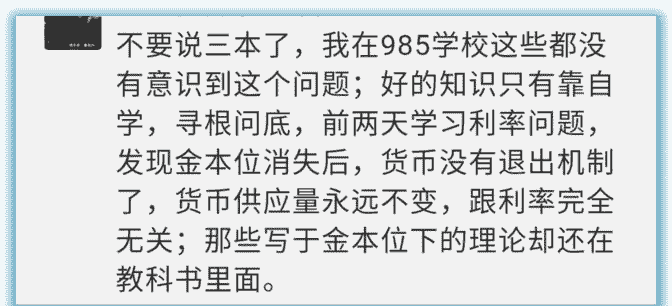 不要说三本了，我在985学校这些都没
有意识到这个问题；好的知识只有靠自
学，寻根问底，前两天学习利率问题，
发现金本位消失后，货币没有退出机制
了，货币供应量永远不变，跟利率完全
无关；那些写于金本位下的理论却还在
教科书里面。